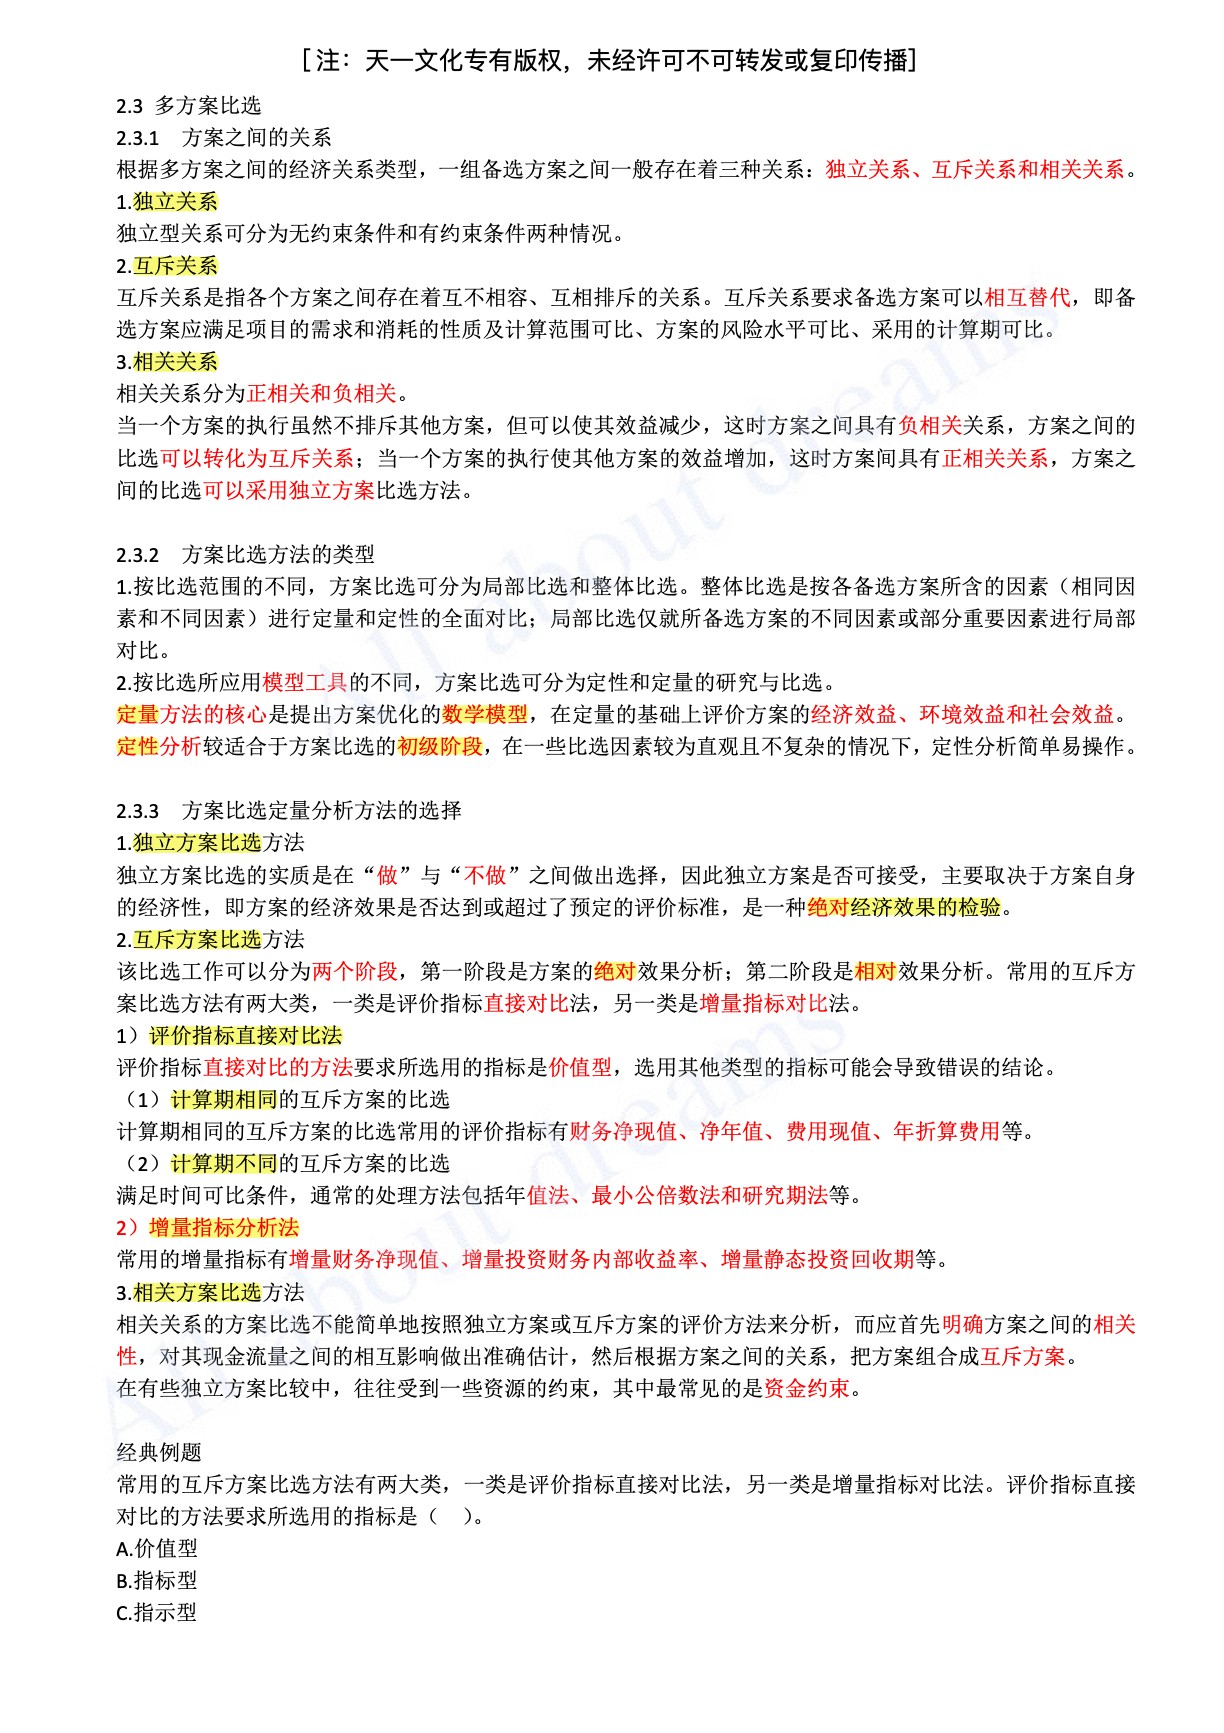 [ 注：天一文化专有版权，未经许可不可转发或复印传播]
2.3 多方案比选
2.3.1 方案之间的关系
根据多方案之间的经济关系类型，一组备选方案之间一般存在着三种关系：独立关系、互斥关系和相关关系。
1.独立关系
独立型关系可分为无约束条件和有约束条件两种情况。
2.互斥关系
互斥关系是指各个方案之间存在着互不相容、互相排斥的关系。互斥关系要求备选方案可以相互替代，即备
选方案应满足项目的需求和消耗的性质及计算范围可比、方案的风险水平可比、采用的计算期可比。
3.相关关系
相关关系分为正相关和负相关。
当一个方案的执行虽然不排斥其他方案，但可以使其效益减少，这时方案之间具有负相关关系，方案之间的
比选可以转化为互斥关系；当一个方案的执行使其他方案的效益增加，这时方案间具有正相关关系，方案之
间的比选可以采用独立方案比选方法。
2.3.2 方案比选方法的类型
1.按比选范围的不同，方案比选可分为局部比选和整体比选。整体比选是按各备选方案所含的因素（相同因
素和不同因素）进行定量和定性的全面对比；局部比选仅就所备选方案的不同因素或部分重要因素进行局部
对比。
2.按比选所应用模型工具的不同，方案比选可分为定性和定量的研究与比选。
定量方法的核心是提出方案优化的数学模型，在定量的基础上评价方案的经济效益、环境效益和社会效益。
定性分析较适合于方案比选的初级阶段，在一些比选因素较为直观且不复杂的情况下，定性分析简单易操作。
2.3.3 方案比选定量分析方法的选择
1.独立方案比选方法
独立方案比选的实质是在“做”与“不做”之间做出选择，因此独立方案是否可接受，主要取决于方案自身
的经济性，即方案的经济效果是否达到或超过了预定的评价标准，是一种绝对经济效果的检验。
2.互斥方案比选方法
该比选工作可以分为两个阶段，第一阶段是方案的绝对效果分析；第二阶段是相对效果分析。常用的互斥方
案比选方法有两大类，一类是评价指标直接对比法，另一类是增量指标对比法。
1）评价指标直接对比法
评价指标直接对比的方法要求所选用的指标是价值型，选用其他类型的指标可能会导致错误的结论。
（1）计算期相同的互斥方案的比选
计算期相同的互斥方案的比选常用的评价指标有财务净现值、净年值、费用现值、年折算费用等。
（2）计算期不同的互斥方案的比选
满足时间可比条件，通常的处理方法包括年值法、最小公倍数法和研究期法等。
2）增量指标分析法
常用的增量指标有增量财务净现值、增量投资财务内部收益率、增量静态投资回收期等。
3.相关方案比选方法
相关关系的方案比选不能简单地按照独立方案或互斥方案的评价方法来分析，而应首先明确方案之间的相关
性，对其现金流量之间的相互影响做出准确估计，然后根据方案之间的关系，把方案组合成互斥方案。
在有些独立方案比较中，往往受到一些资源的约束，其中最常见的是资金约束。
经典例题
常用的互斥方案比选方法有两大类，一类是评价指标直接对比法，另一类是增量指标对比法。评价指标直接
对比的方法要求所选用的指标是（ ）。
A.价值型
B.指标型
C.指示型
All about dreams
All about dreams